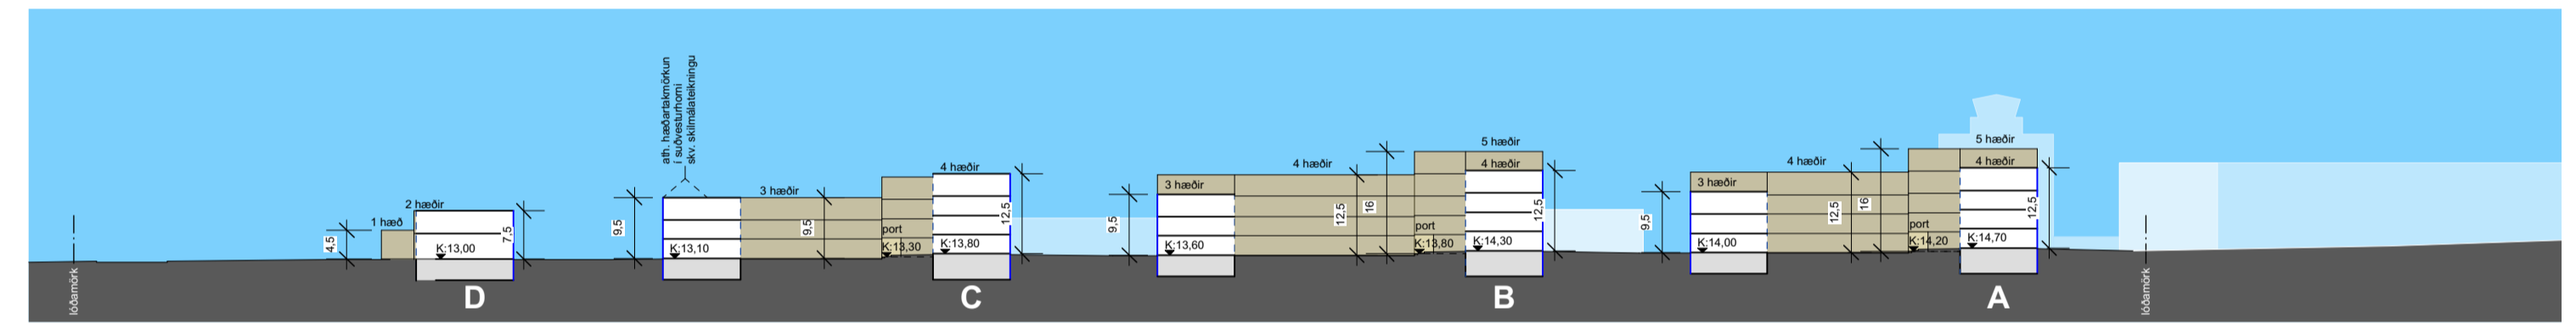 lóðamörk
4,5
1 hæð
2 hæðir
K:13,00
7,5
D
ath. hæðartakmörkun
í suðvesturhorni
skv. skilmálateikningu
9,5
K:13,10
3 hæðir
9,5
port
K:13,30
4 hæðir
K:13,80
12,5
C
9,5
3 hæðir
K:13,60
4 hæðir
12,5
16
port
K:13,80
5 hæðir
4 hæðir
K:14,30
12,5
B
9,5
3 hæðir
K:14,00
4 hæðir
12,5
16
port
K:14,20
5 hæðir
4 hæðir
K:14,70
12,5
A
lóðamörk